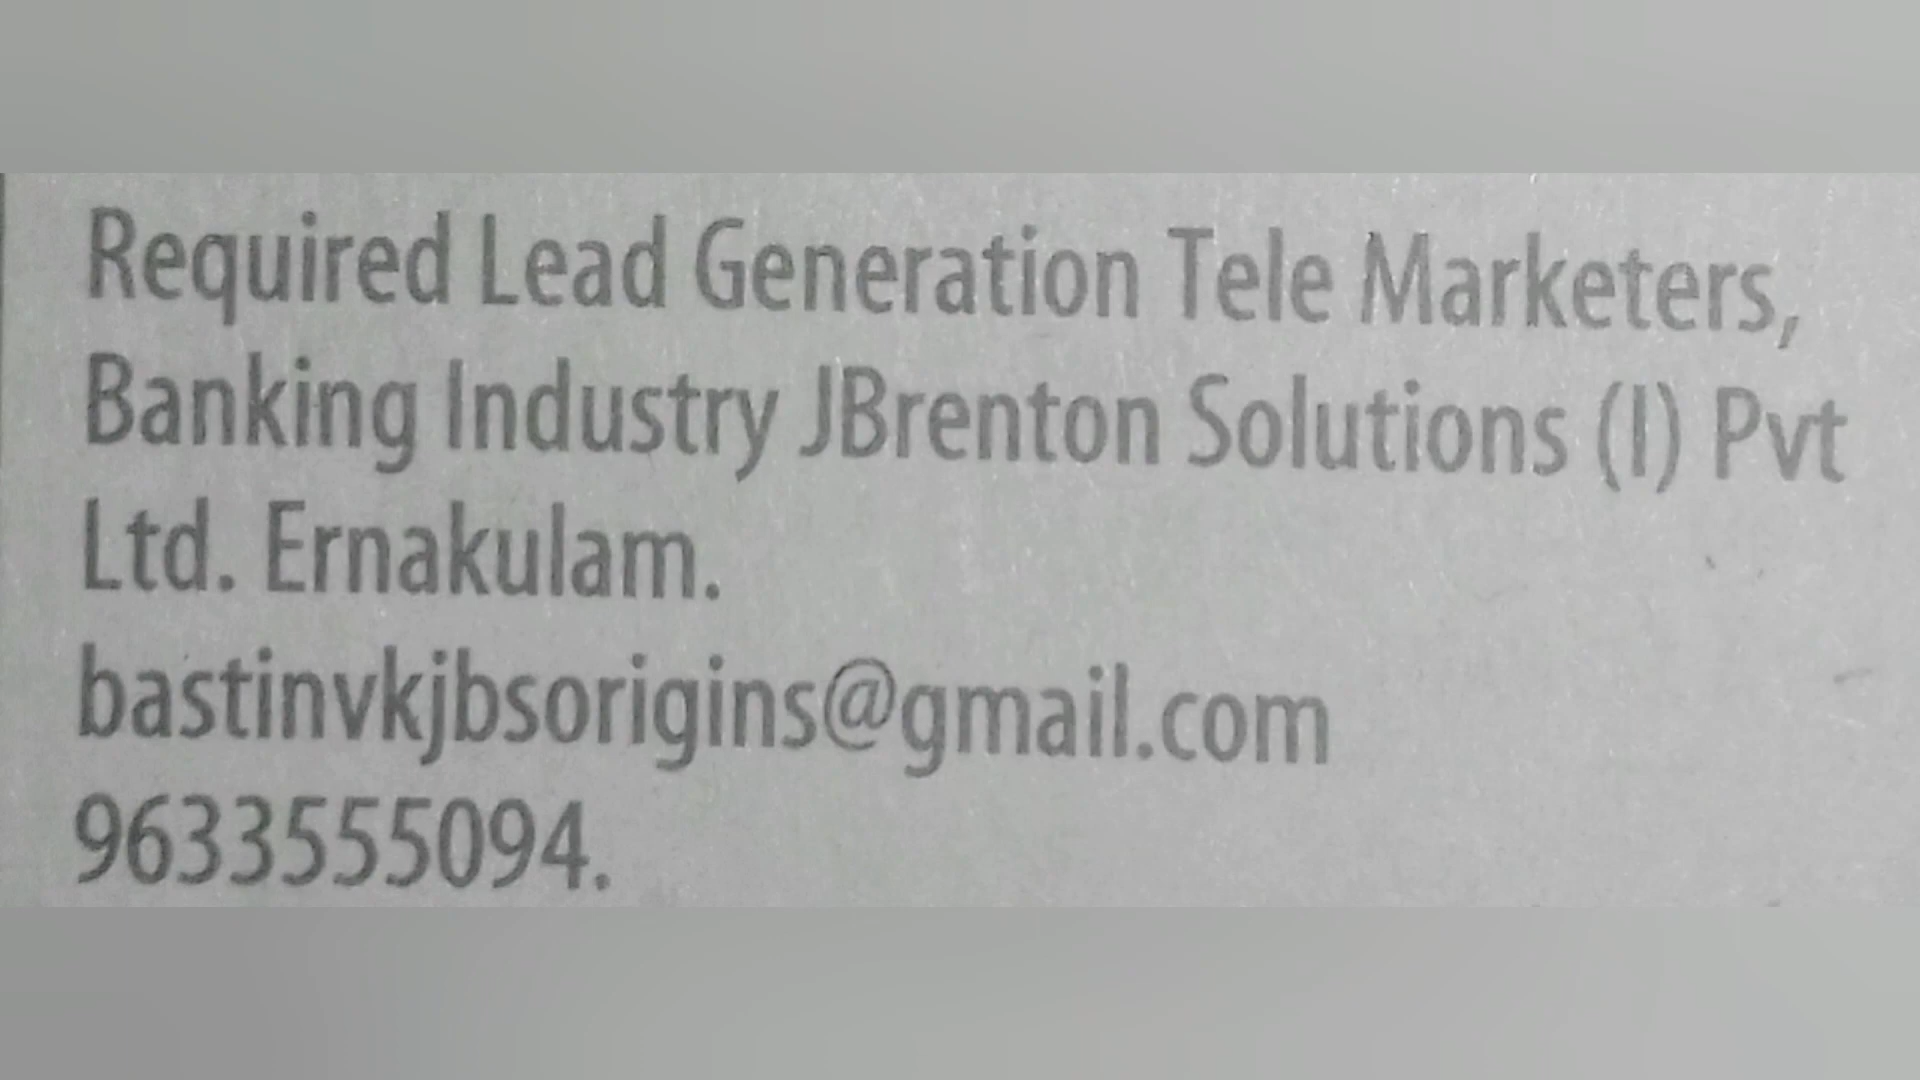 Required Lead Generation Tele Marketers,
Banking Industry JBrenton Solutions (I) Pvt
Ltd. Ernakulam.
bastinvkjbsorigins@gmail.com
9633555094.